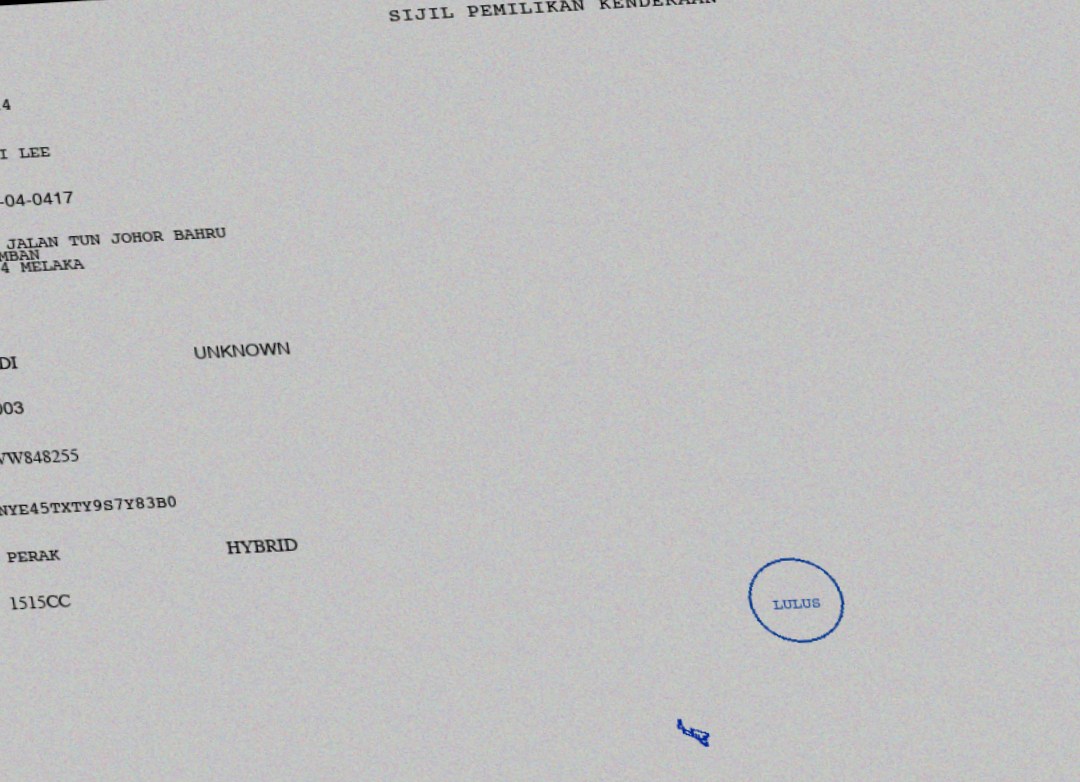 SIJIL PEMILIKAN KENDERAAN
4
I LEE
-04-0417
JALAN TUN JOHOR BAHRU
MBAN
4 MELAKA
DI UNKNOWN
003
VW848255
NYE45TXTY9S7Y83B0
PERAK HYBRID
1515CC
LULUS